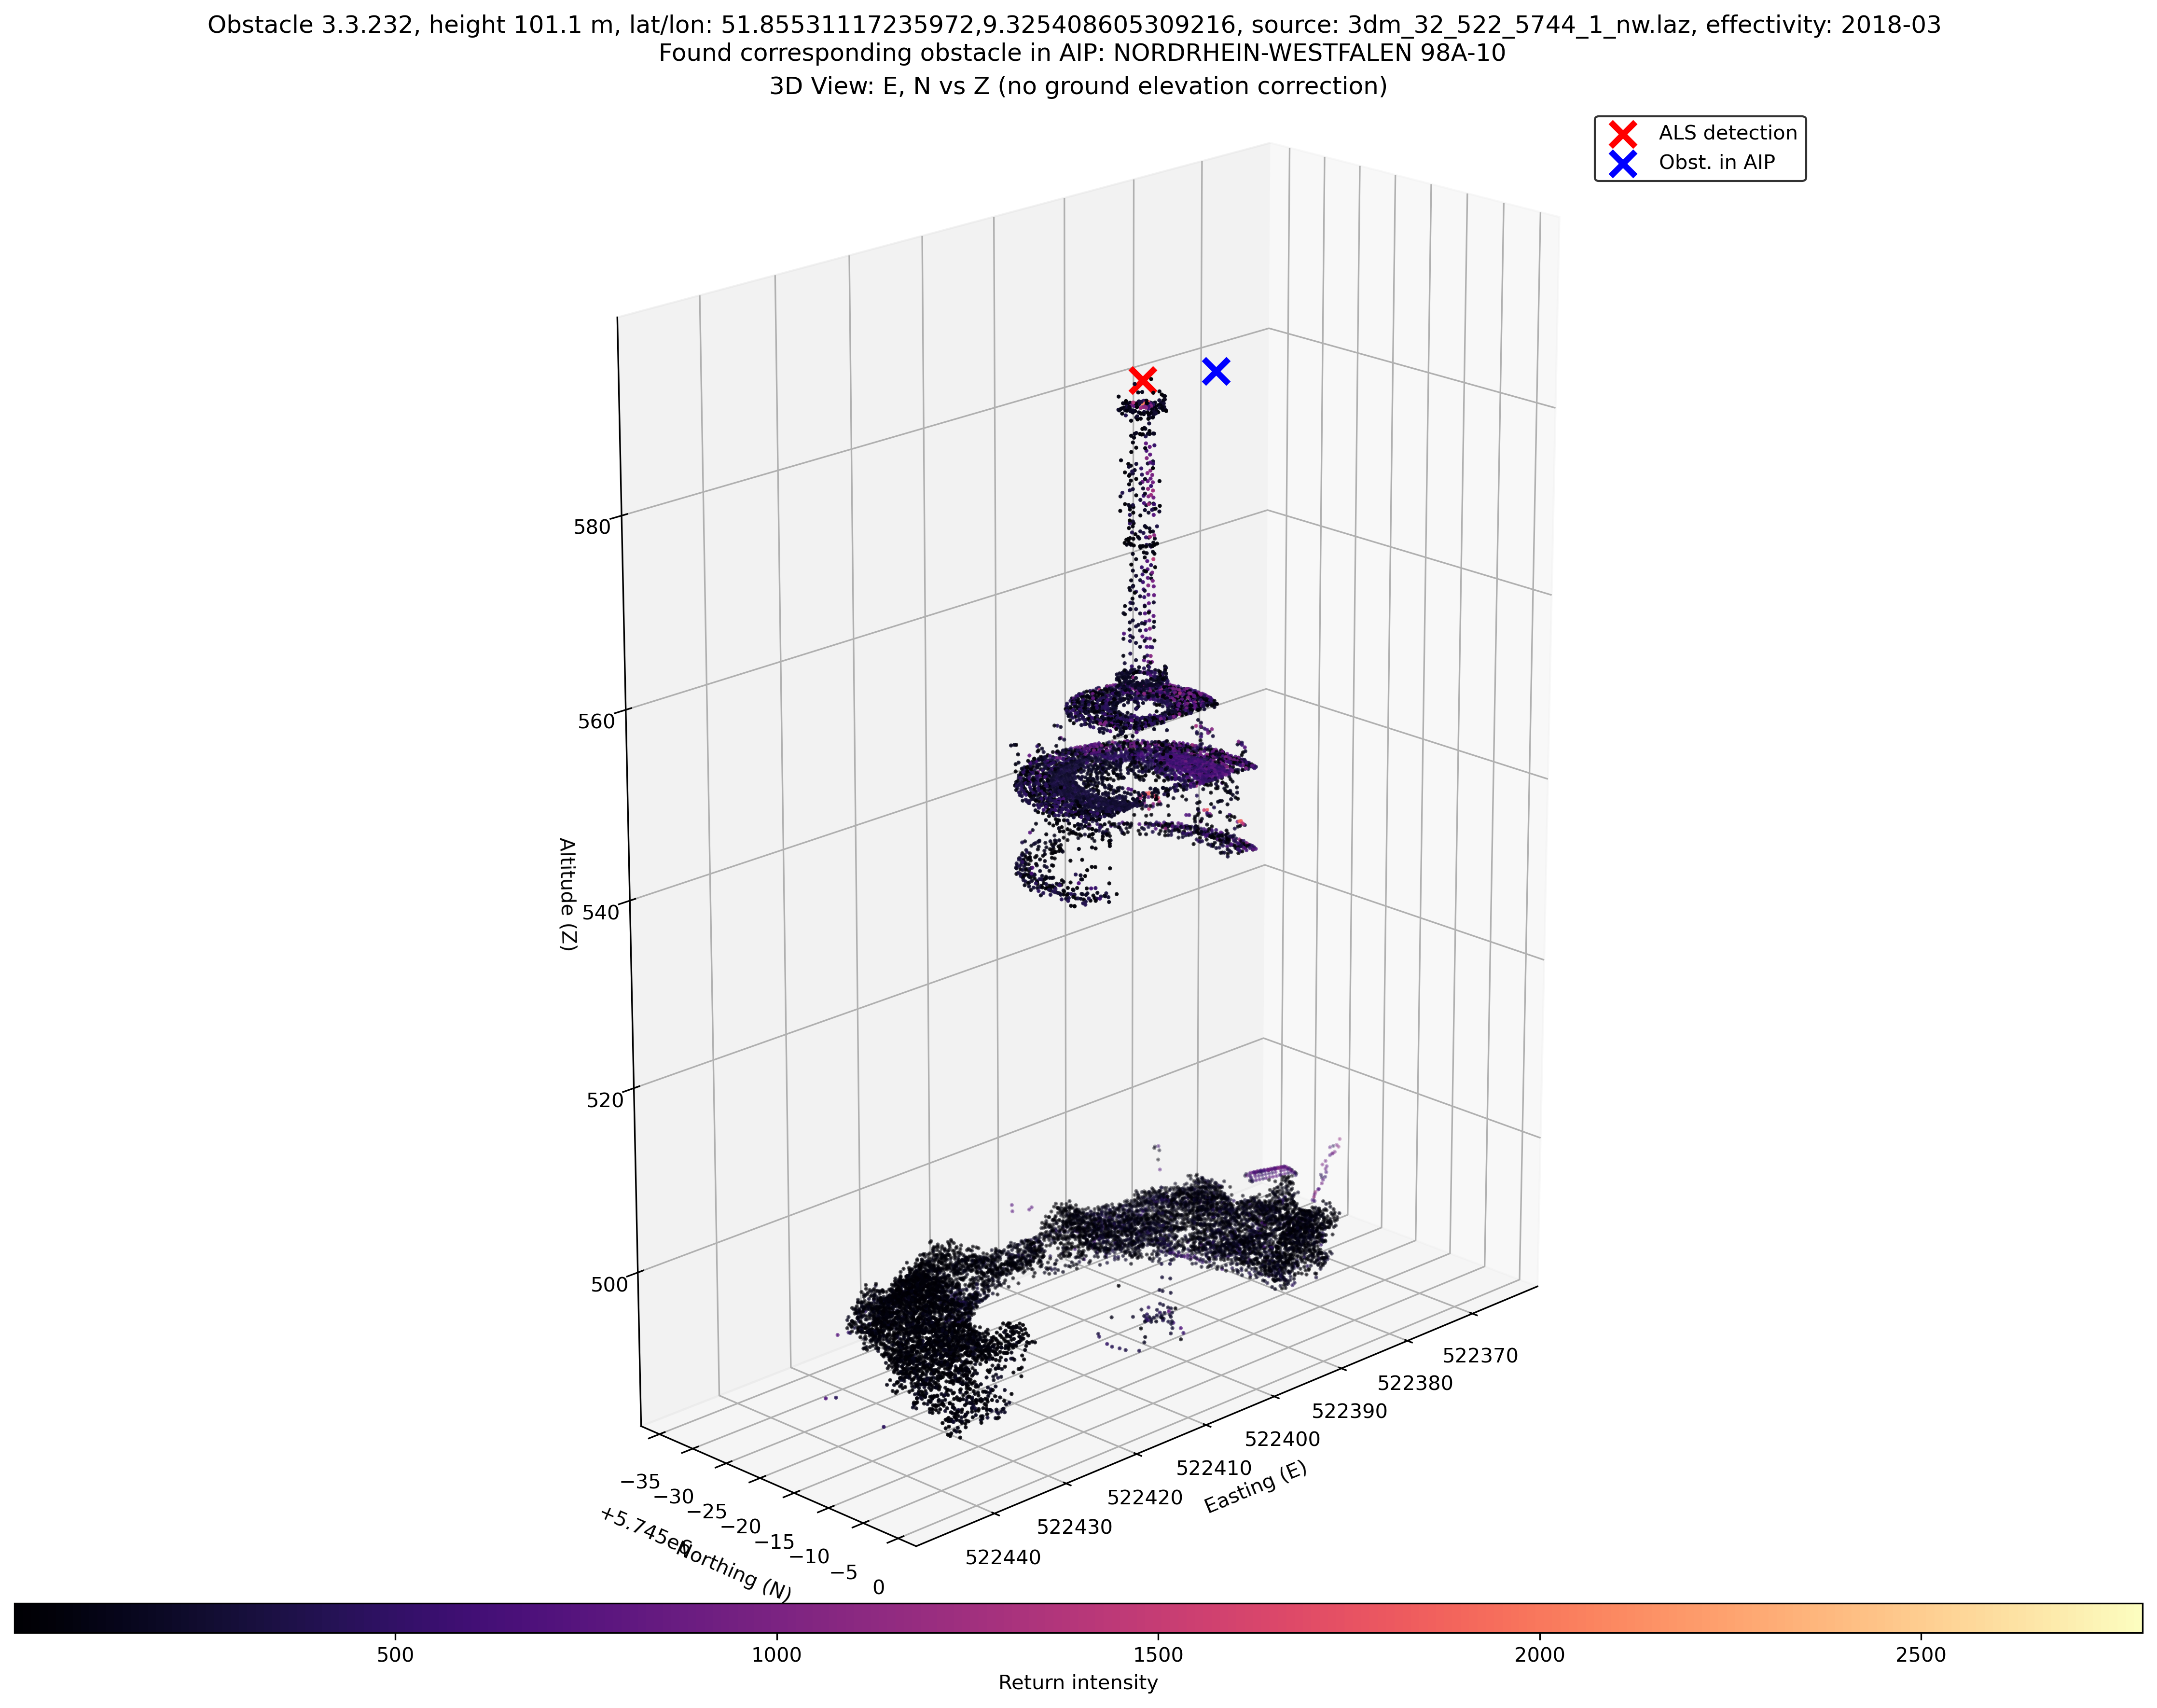 Obstacle 3.3.232, height 101.1 m, lat/lon: 51.85531117235972,9.325408605309216, source: 3dm_32_522_5744_1_nw.laz, effectivity: 2018-03
Found corresponding obstacle in AIP: NORDRHEIN-WESTFALEN 98A-10
3D View: E, N vs Z (no ground elevation correction)
ALS detection
Obst. in AIP
580
560
540
520
500
Altitude (Z)
−35
−30
−25
−20
−15
−10
−5
0
+5.745e6
Northing (N)
522370
522380
522390
522400
522410
522420
522430
522440
Easting (E)
500
1000
1500
2000
2500
Return intensity